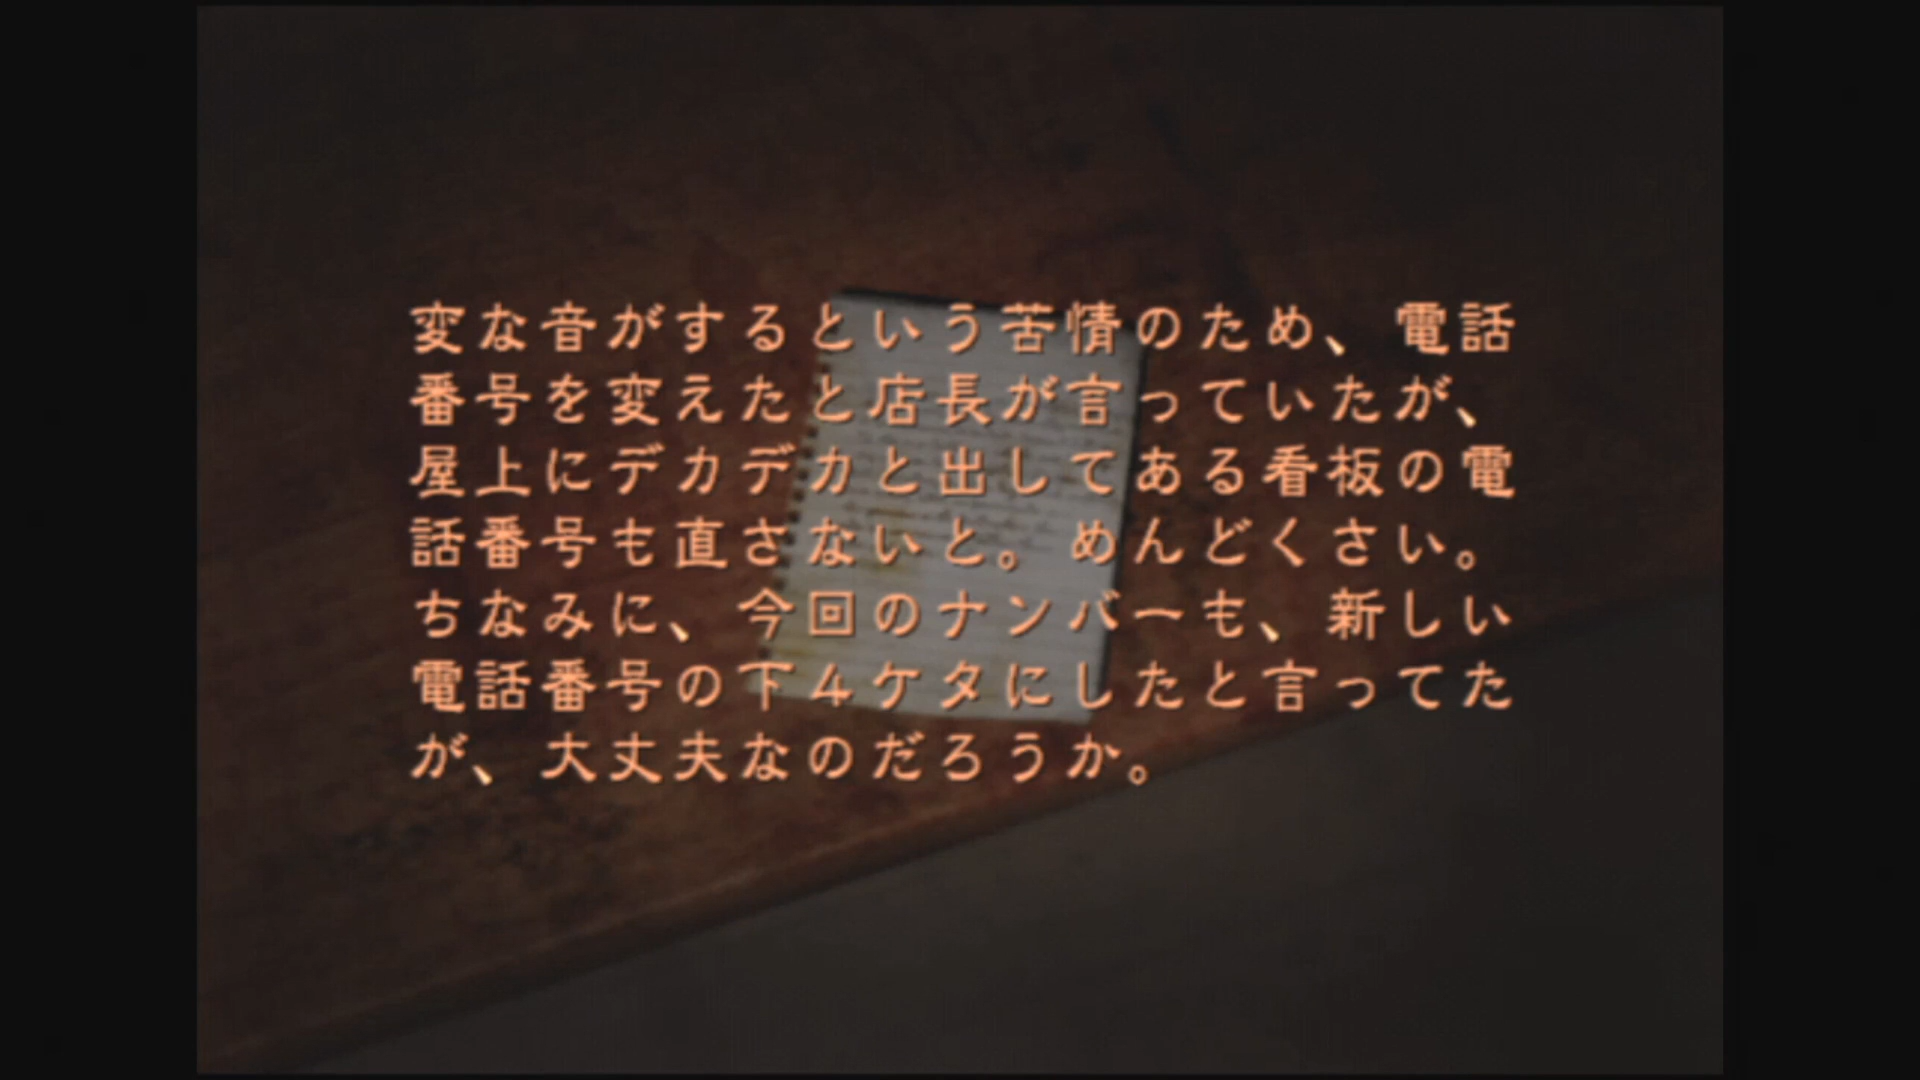 変な音がするという苦情のため、電話
番号を変えたと店長が言っていたが、
屋上にデカデカと出してある看板の電
話番号も直さないと。めんどくさい。
ちなみに、今回のナンバーも、新しい
電話番号の下４ケタにしたと言ってた
が、大丈夫なのだろうか。